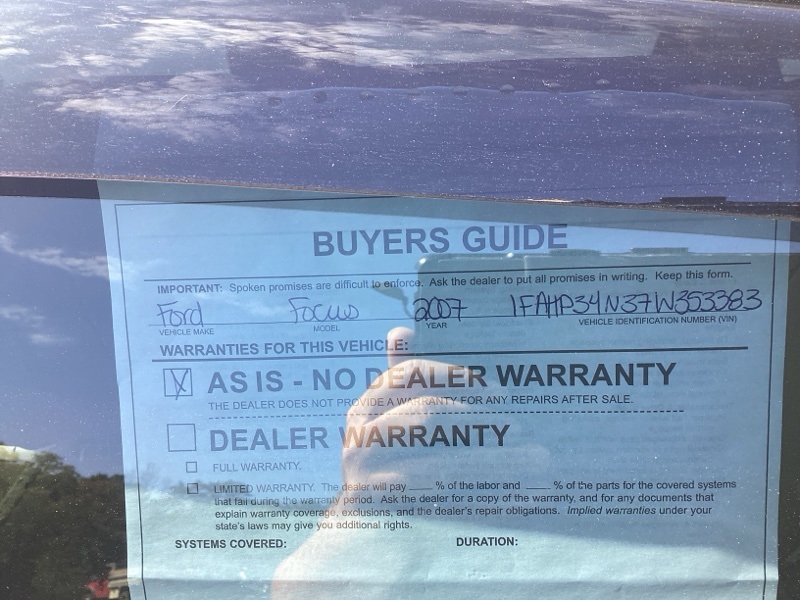 BUYERS GUIDE
IMPORTANT: Spoken promises are difficult to enforce. Ask the dealer to put all promises in writing. Keep this form.
Ford Focus 2007 1FAHP34N37W353383
VEHICLE MAKE MODEL YEAR VEHICLE IDENTIFICATION NUMBER (VIN)
WARRANTIES FOR THIS VEHICLE:
AS IS - NO DEALER WARRANTY
THE DEALER DOES NOT PROVIDE A WARRANTY FOR ANY REPAIRS AFTER SALE.
DEALER WARRANTY
FULL WARRANTY.
LIMITED WARRANTY. The dealer will pay ____ % of the labor and ____ % of the parts for the covered systems
that fail during the warranty period. Ask the dealer for a copy of the warranty, and for any documents that
explain warranty coverage, exclusions, and the dealer's repair obligations. Implied warranties under your
state's laws may give you additional rights.
SYSTEMS COVERED: DURATION: